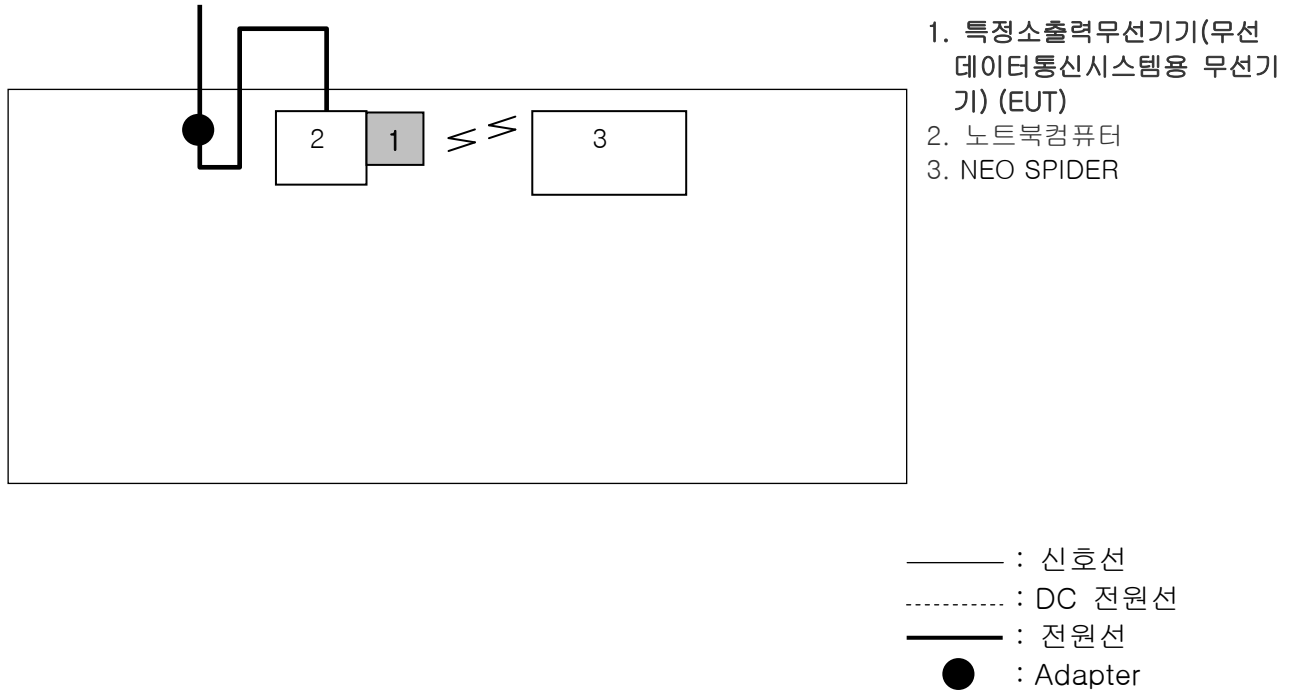 2
1
3
1. 특정소출력무선기기(무선
데이터통신시스템용 무선기
기) (EUT)
2. 노트북컴퓨터
3. NEO SPIDER
: 신호선
: DC 전원선
: 전원선
: Adapter